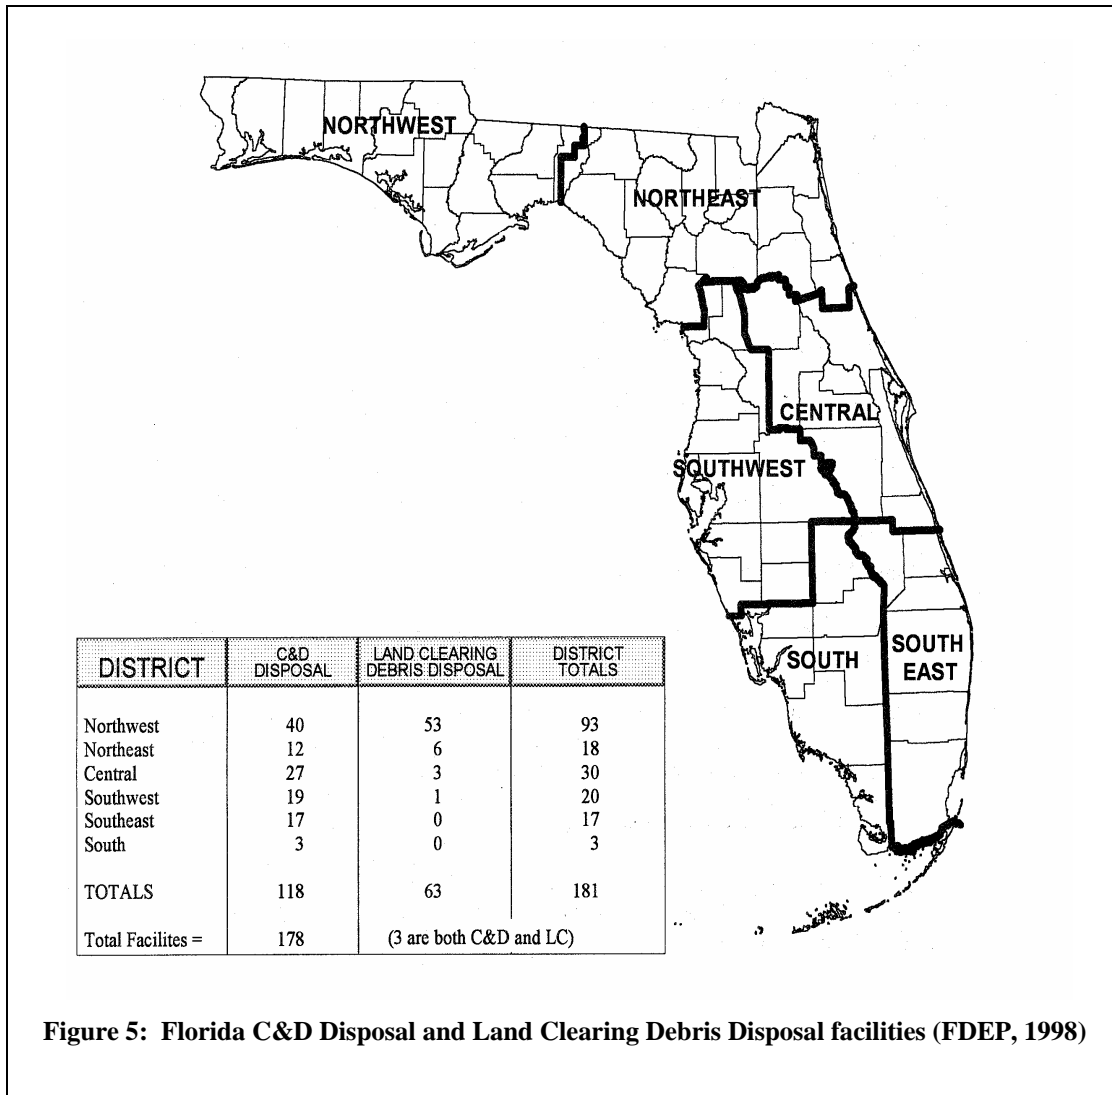 NORTHWEST
NORTHEAST
CENTRAL
SOUTHWEST
SOUTH
SOUTH
EAST
DISTRICT C&D DISPOSAL LAND CLEARING DEBRIS DISPOSAL DISTRICT TOTALS
Northwest 40 53 93
Northeast 12 6 18
Central 27 3 30
Southwest 19 1 20
Southeast 17 0 17
South 3 0 3
TOTALS 118 63 181
Total Facilites = 178 (3 are both C&D and LC)
Figure 5: Florida C&D Disposal and Land Clearing Debris Disposal facilities (FDEP, 1998)